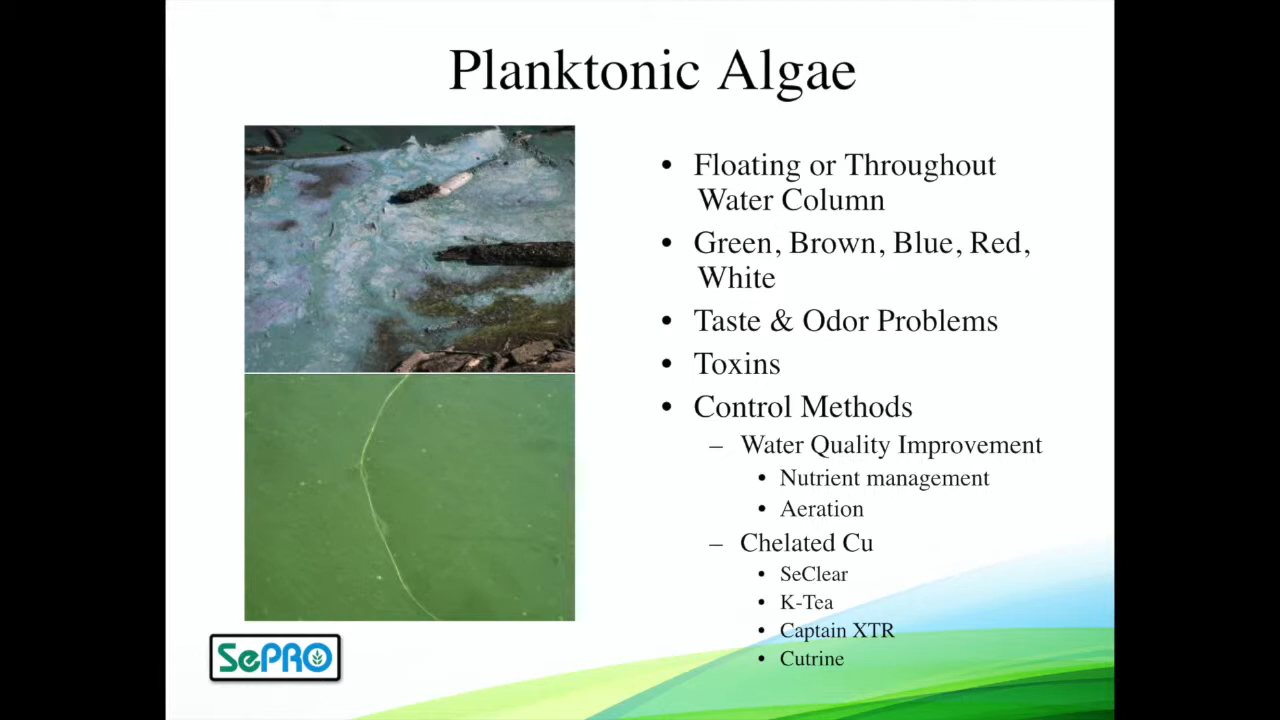 Planktonic Algae
• Floating or Throughout
Water Column
• Green, Brown, Blue, Red,
White
• Taste & Odor Problems
• Toxins
• Control Methods
– Water Quality Improvement
• Nutrient management
• Aeration
– Chelated Cu
• SeClear
• K-Tea
• Captain XTR
• Cutrine
SePRO